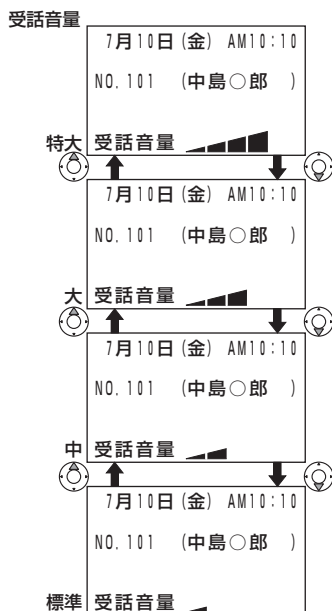 受話音量
7月10日(金) AM10:10
NO.101 (中島○郎 )
特大 受話音量
7月10日(金) AM10:10
NO.101 (中島○郎 )
大 受話音量
7月10日(金) AM10:10
NO.101 (中島○郎 )
中 受話音量
7月10日(金) AM10:10
NO.101 (中島○郎 )
標準 受話音量